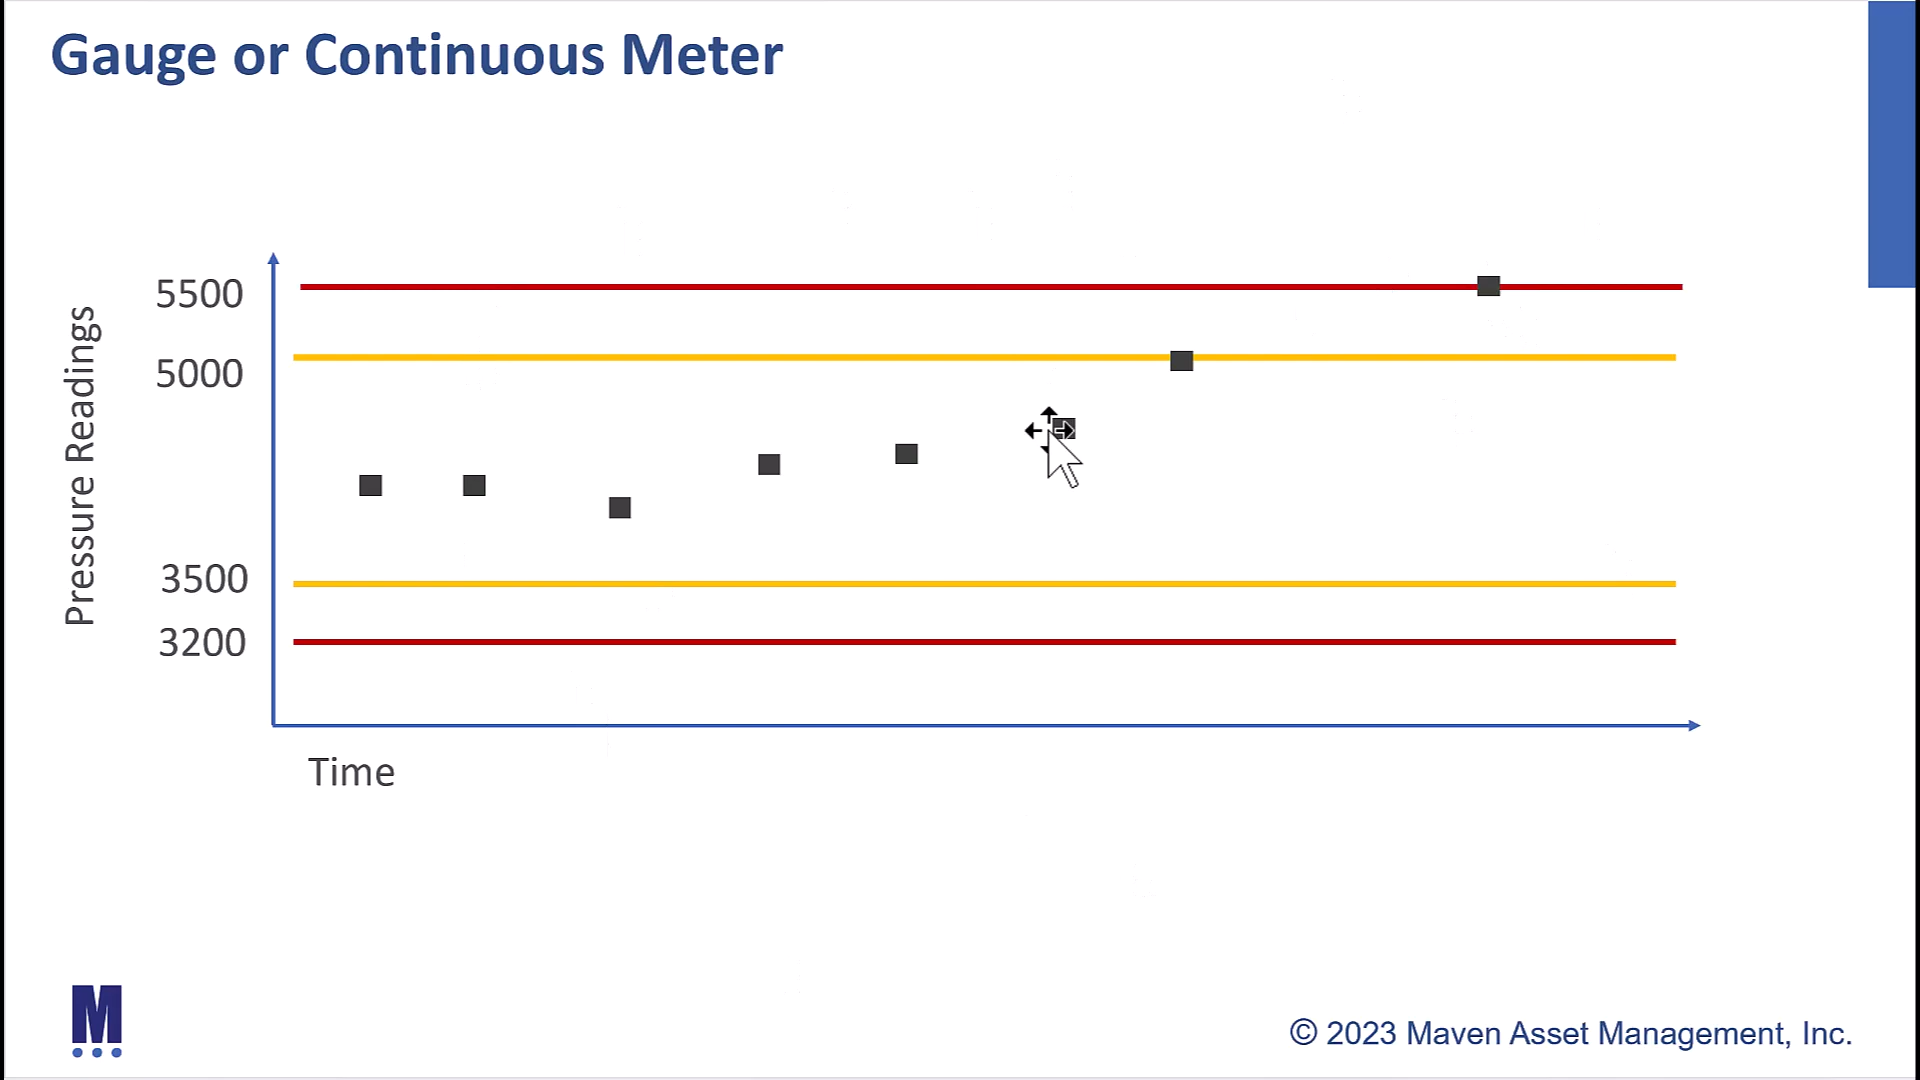 Gauge or Continuous Meter
Pressure Readings
5500
5000
3500
3200
Time
M
© 2023 Maven Asset Management, Inc.